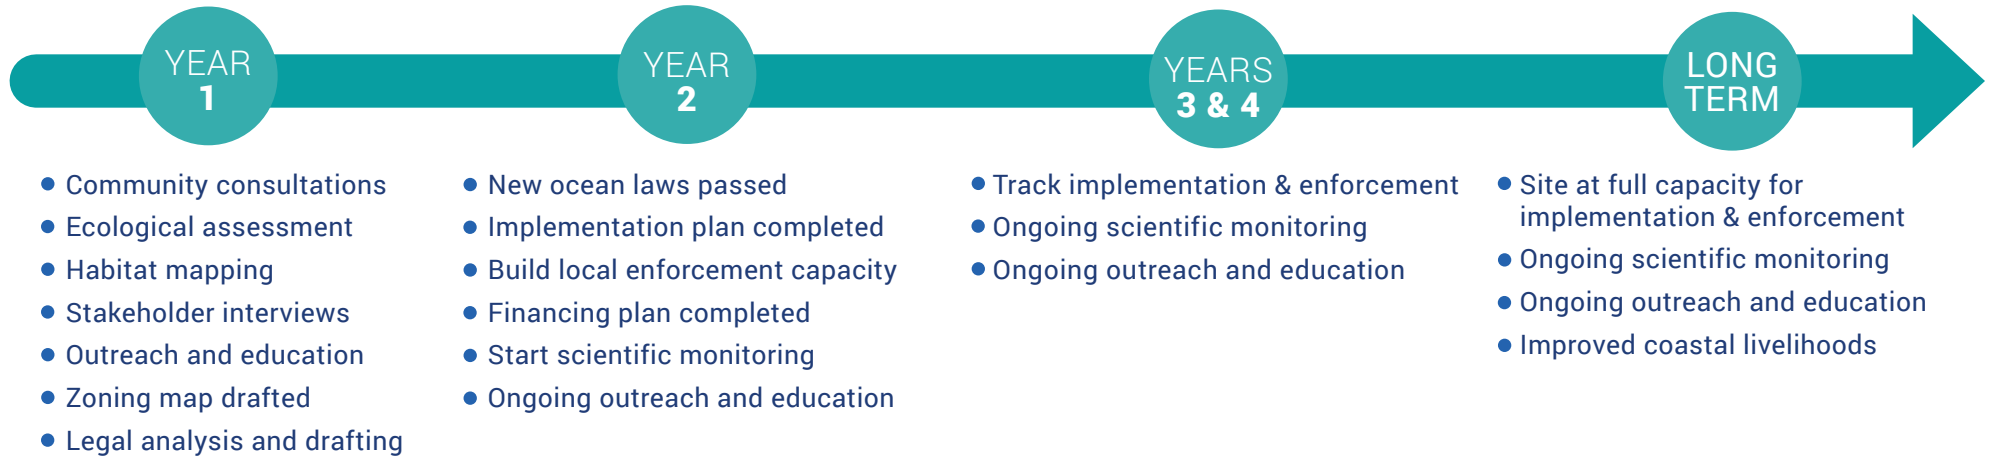 YEAR
1
Community consultations
Ecological assessment
Habitat mapping
Stakeholder interviews
Outreach and education
Zoning map drafted
Legal analysis and drafting
YEAR
2
New ocean laws passed
Implementation plan completed
Build local enforcement capacity
Financing plan completed
Start scientific monitoring
Ongoing outreach and education
YEARS
3 & 4
Track implementation & enforcement
Ongoing scientific monitoring
Ongoing outreach and education
LONG
TERM
Site at full capacity for
implementation & enforcement
Ongoing scientific monitoring
Ongoing outreach and education
Improved coastal livelihoods